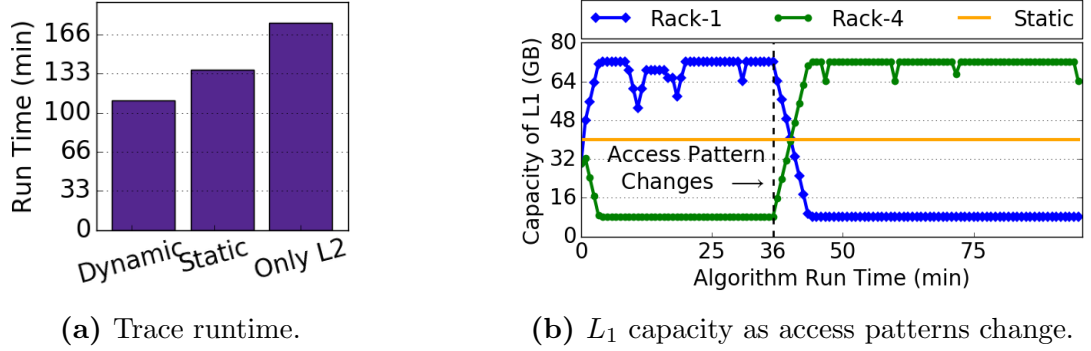 Run Time (min)
166
133
100
66
33
0
Dynamic
Static
Only L2
(a) Trace runtime.
Rack-1
Rack-4
Static
Capacity of L1 (GB)
80
64
48
32
16
0
Access Pattern
Changes →
25
36
50
75
Algorithm Run Time (min)
(b) L₁ capacity as access patterns change.